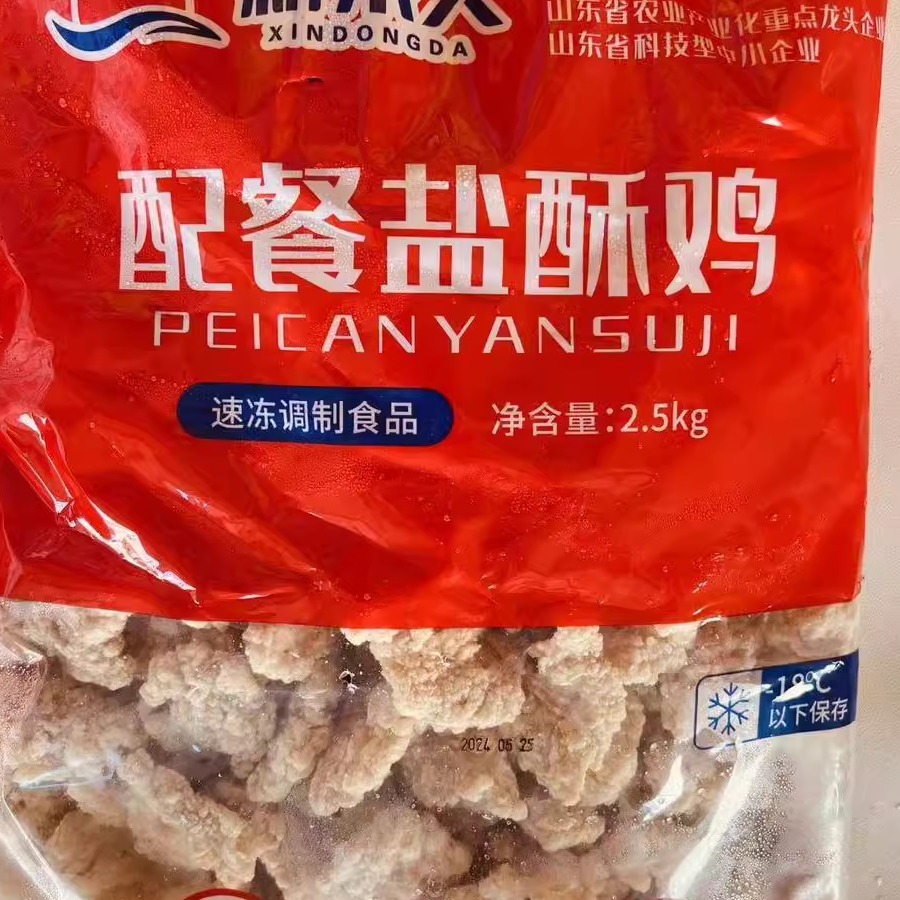 XINDONGDA
山东省农业产业化重点龙头企业
山东省科技型中小企业
配餐盐酥鸡
PEICANYANSUJI
速冻调制食品
净含量:2.5kg
-18℃
以下保存
2024 05 25